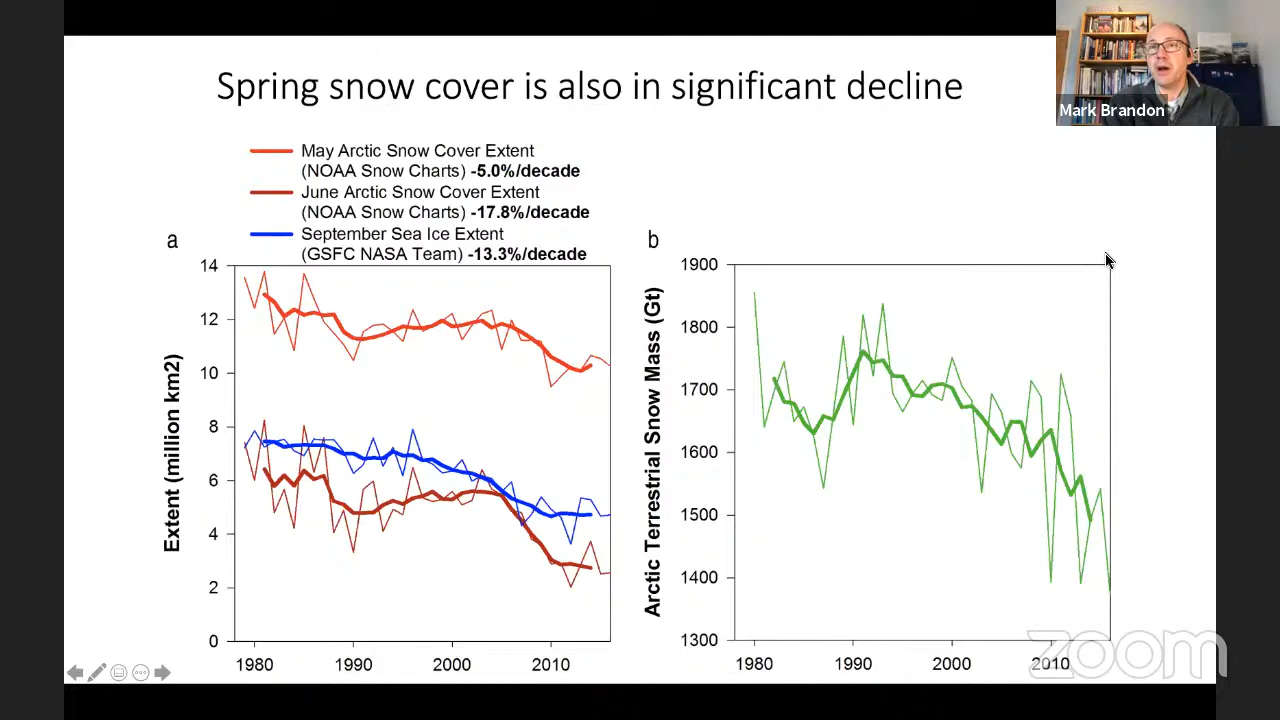 Spring snow cover is also in significant decline
Mark Brandon
May Arctic Snow Cover Extent
(NOAA Snow Charts) -5.0%/decade
June Arctic Snow Cover Extent
(NOAA Snow Charts) -17.8%/decade
September Sea Ice Extent
(GSFC NASA Team) -13.3%/decade
a
Extent (million km2)
14
12
10
8
6
4
2
0
1980 1990 2000 2010
b
Arctic Terrestrial Snow Mass (Gt)
1900
1800
1700
1600
1500
1400
1300
1980 1990 2000 2010
zoom